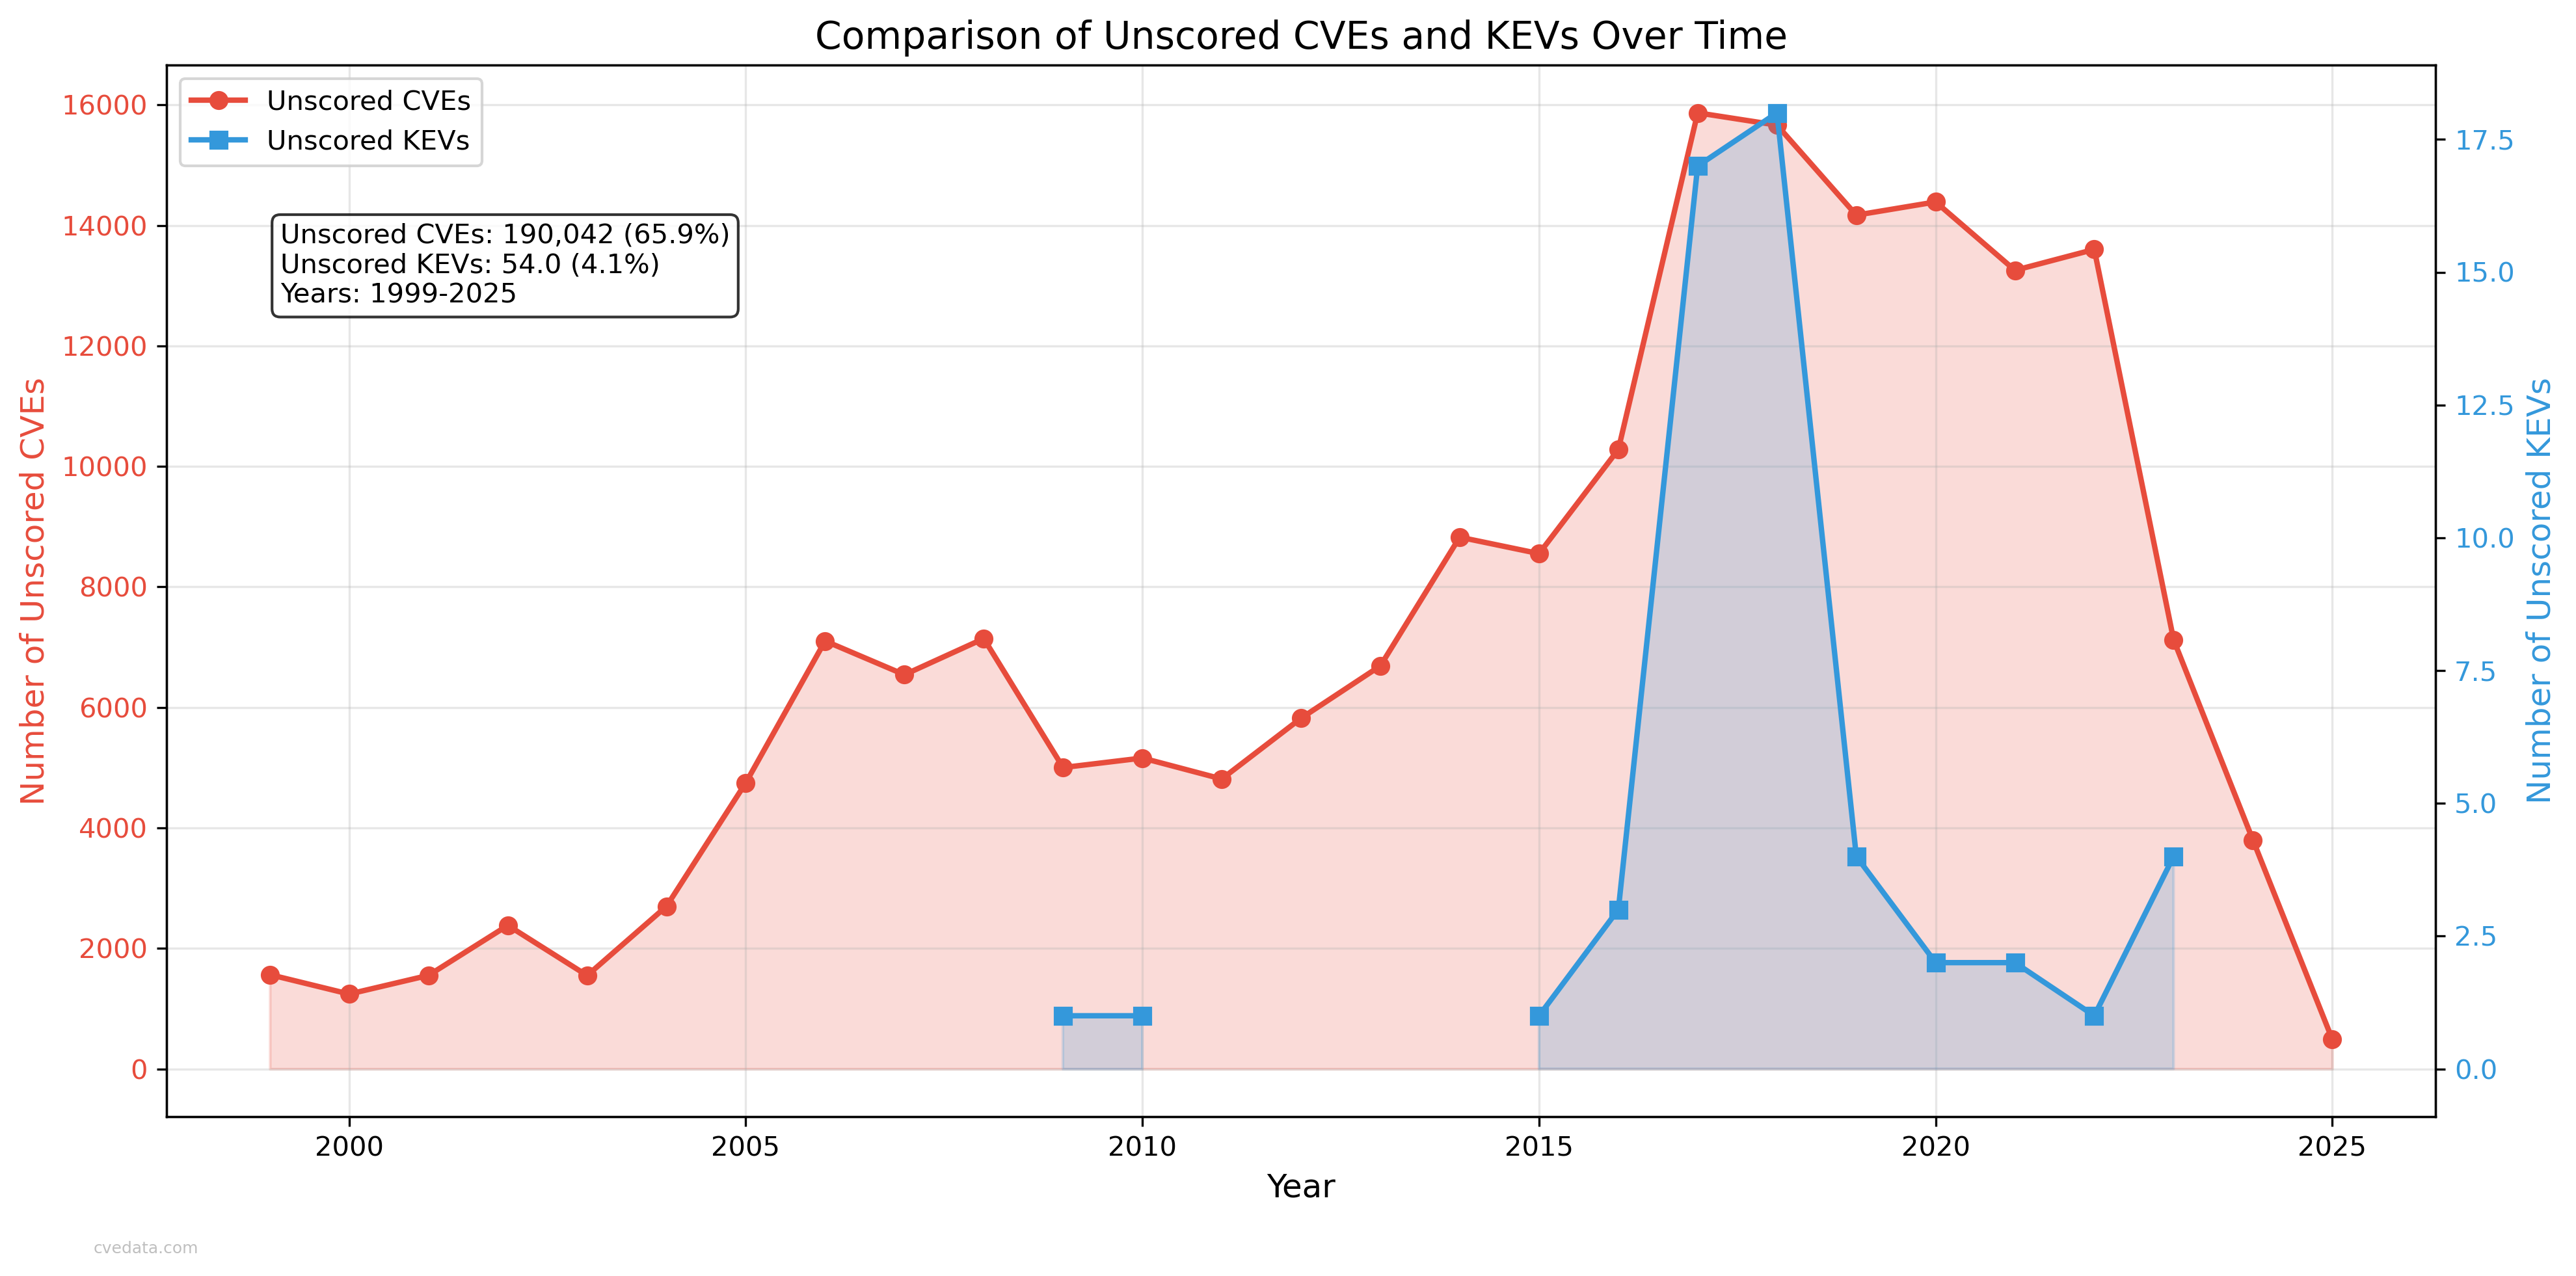 Comparison of Unscored CVEs and KEVs Over Time
Unscored CVEs
Unscored KEVs
Unscored CVEs: 190,042 (65.9%)
Unscored KEVs: 54.0 (4.1%)
Years: 1999-2025
Number of Unscored CVEs
16000
14000
12000
10000
8000
6000
4000
2000
0
17.5
15.0
12.5
10.0
7.5
5.0
2.5
0.0
Number of Unscored KEVs
2000 2005 2010 2015 2020 2025
Year
cvedata.com